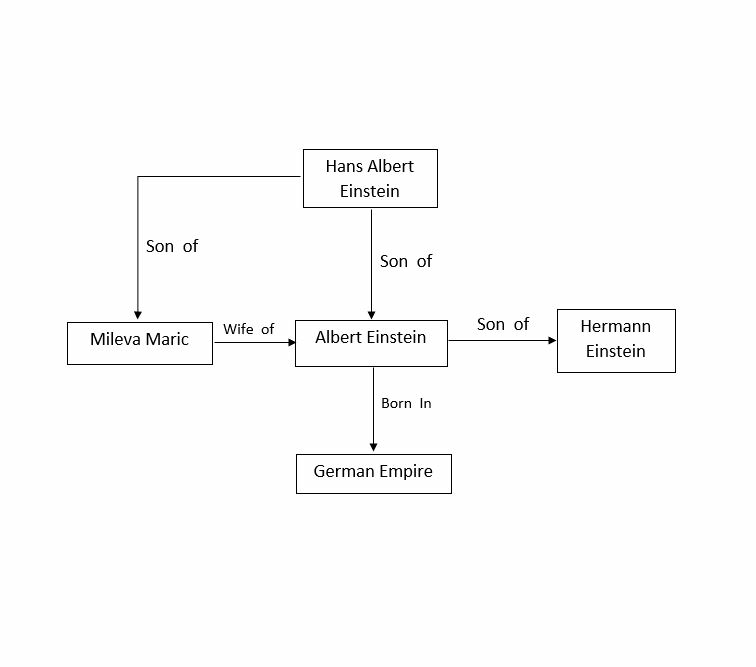 Hans Albert
Einstein
Son of
Son of
Mileva Maric
Wife of
Albert Einstein
Son of
Hermann
Einstein
Born In
German Empire